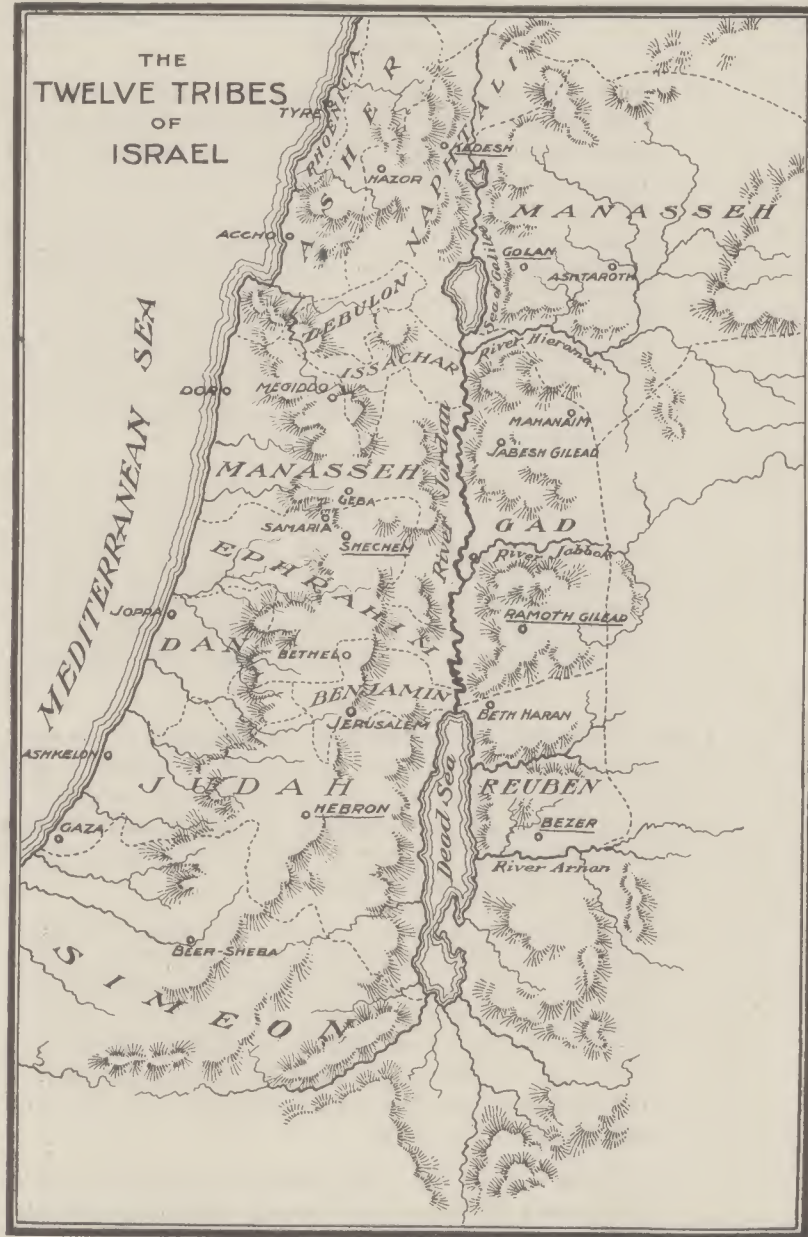 THE
TWELVE TRIBES
OF
ISRAEL
TYRE
PHOENICIA
ASHER
NAPHTALI
KEDESH
HAZOR
MANASSEH
ACCHO
GOLAN
ASHTAROTH
Sea of Galilee
ZEBULON
River Hieramax
ISSACHAR
DOR
MEGIDDO
MAHANAIM
JABESH GILEAD
MEDITERRANEAN SEA
River Jordan
MANASSEH
GEBA
SAMARIA
SHECHEM
GAD
River Jabbok
EPHRAIM
JOPPA
RAMOTH GILEAD
DAN
BETHEL
BENJAMIN
JERUSALEM
BETH HARAN
ASHKELON
JUDAH
Dead Sea
REUBEN
HEBRON
BEZER
GAZA
River Arnon
BEER-SHEBA
SIMEON